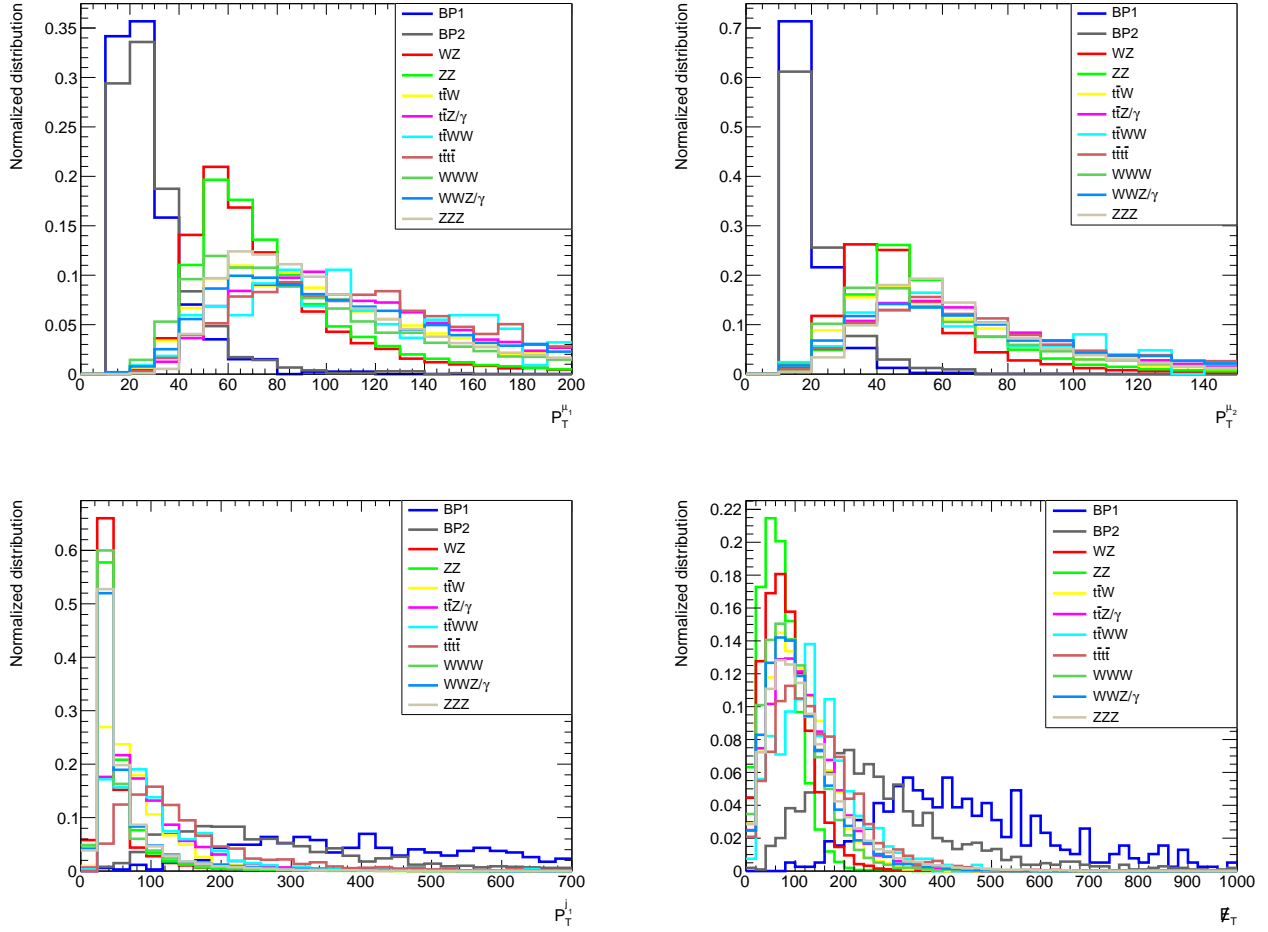 Normalized distribution
0.35
0.3
0.25
0.2
0.15
0.1
0.05
0
0 20 40 60 80 100 120 140 160 180 200
P_T^{μ_1}
BP1
BP2
WZ
ZZ
tt̄W
tt̄Z/γ
tt̄WW
tt̄tt̄
WWW
WWZ/γ
ZZZ
Normalized distribution
0.7
0.6
0.5
0.4
0.3
0.2
0.1
0
0 20 40 60 80 100 120 140
P_T^{μ_2}
BP1
BP2
WZ
ZZ
tt̄W
tt̄Z/γ
tt̄WW
tt̄tt̄
WWW
WWZ/γ
ZZZ
Normalized distribution
0.6
0.5
0.4
0.3
0.2
0.1
0
0 100 200 300 400 500 600 700
P_T^{j_1}
BP1
BP2
WZ
ZZ
tt̄W
tt̄Z/γ
tt̄WW
tt̄tt̄
WWW
WWZ/γ
ZZZ
Normalized distribution
0.22
0.2
0.18
0.16
0.14
0.12
0.1
0.08
0.06
0.04
0.02
0
0 100 200 300 400 500 600 700 800 900 1000
E̸_T
BP1
BP2
WZ
ZZ
tt̄W
tt̄Z/γ
tt̄WW
tt̄tt̄
WWW
WWZ/γ
ZZZ